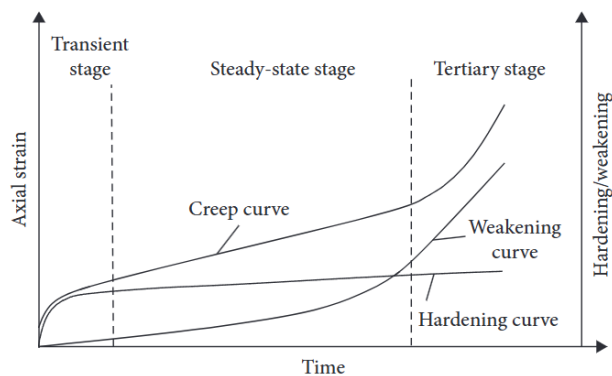 Transient
stage
Steady-state stage
Tertiary stage
Axial strain
Hardening/weakening
Creep curve
Weakening
curve
Hardening curve
Time